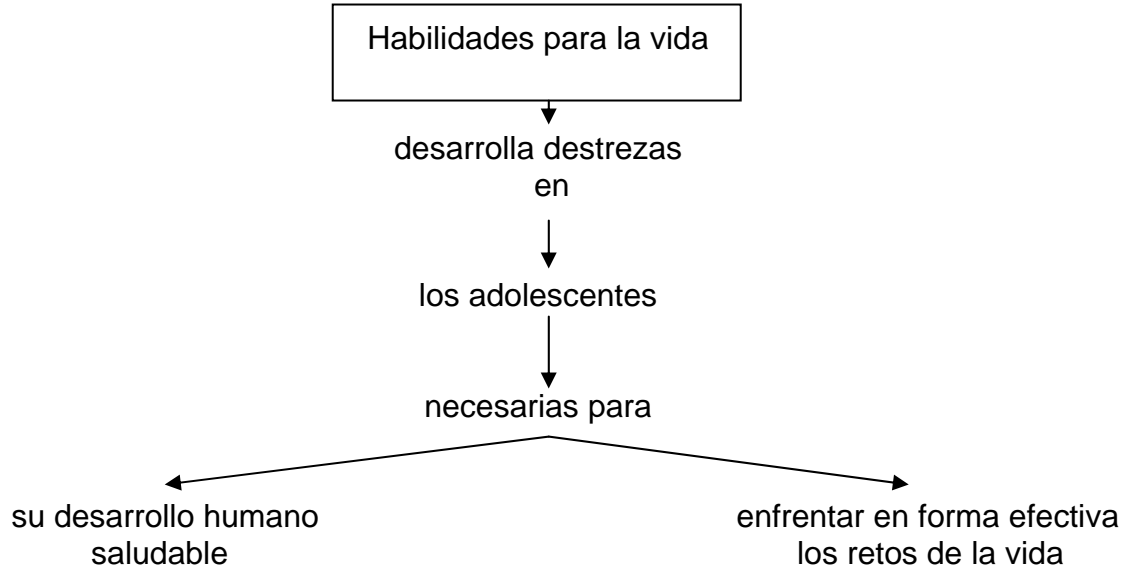 Habilidades para la vida
desarrolla destrezas
en
los adolescentes
necesarias para
su desarrollo humano
saludable
enfrentar en forma efectiva
los retos de la vida